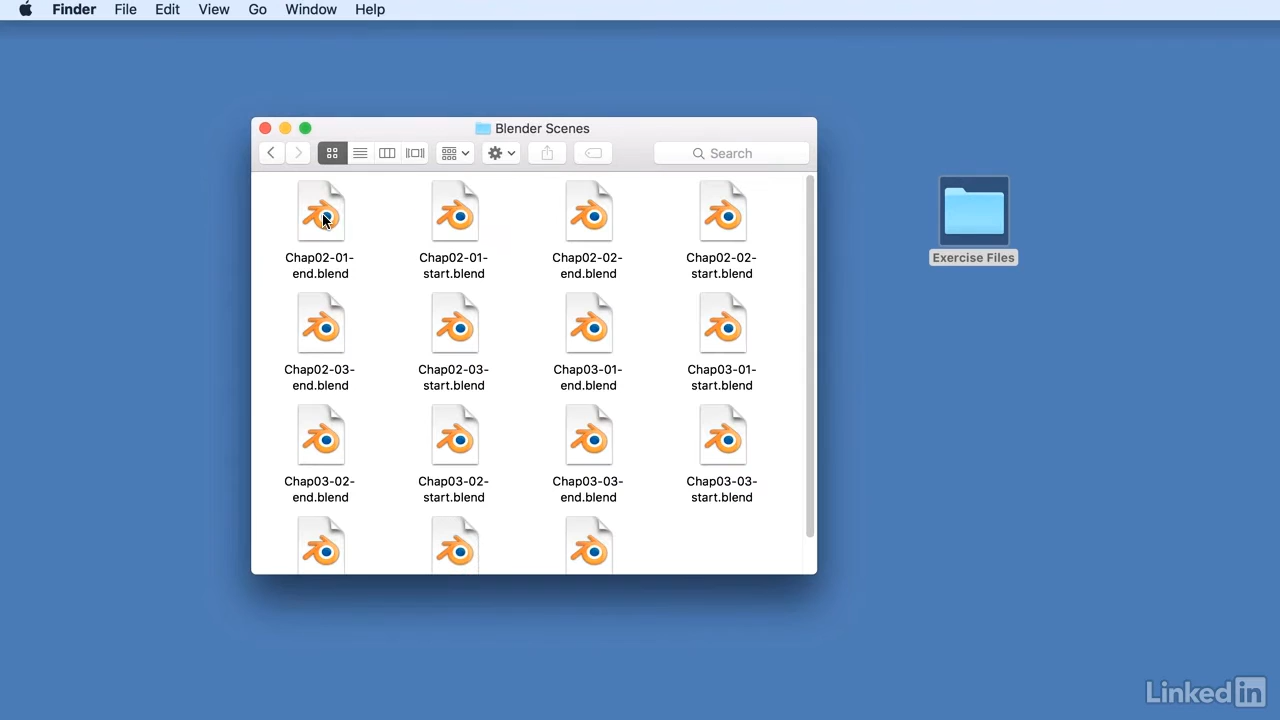 Finder File Edit View Go Window Help
Blender Scenes
Search
Chap02-01-
end.blend
Chap02-01-
start.blend
Chap02-02-
end.blend
Chap02-02-
start.blend
Exercise Files
Chap02-03-
end.blend
Chap02-03-
start.blend
Chap03-01-
end.blend
Chap03-01-
start.blend
Chap03-02-
end.blend
Chap03-02-
start.blend
Chap03-03-
end.blend
Chap03-03-
start.blend
Linked in